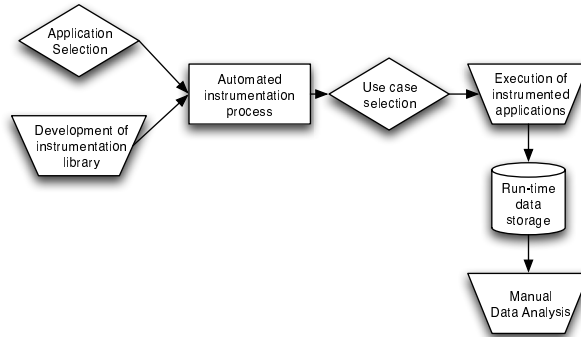 Application
Selection
Development of
instrumentation
library
Automated
instrumentation
process
Use case
selection
Execution of
instrumented
applications
Run-time
data
storage
Manual
Data Analysis